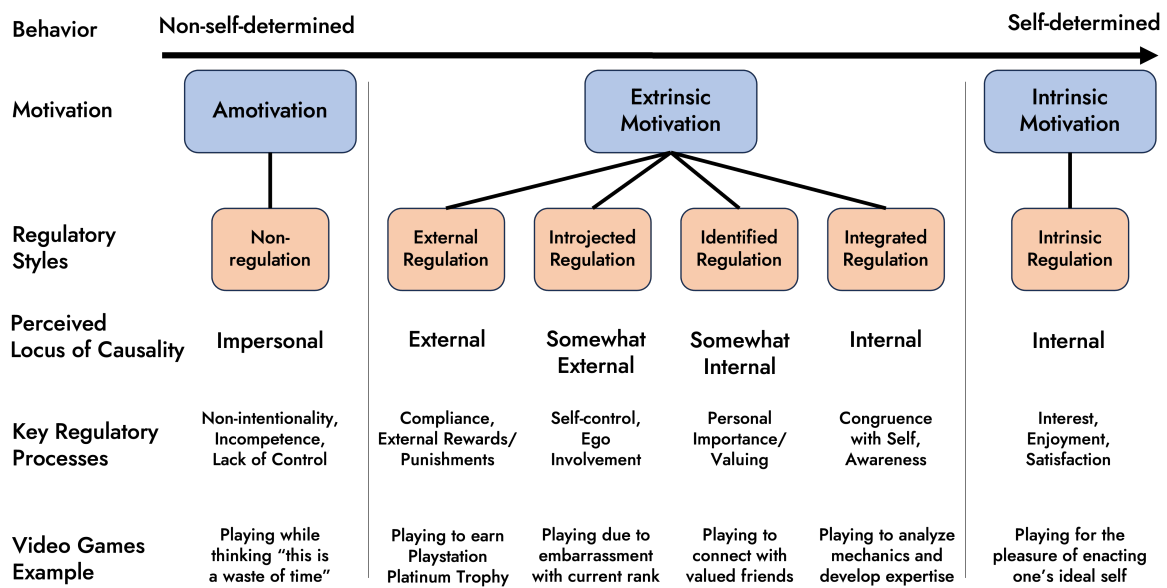 Behavior
Non-self-determined
Self-determined
Motivation
Amotivation
Extrinsic
Motivation
Intrinsic
Motivation
Regulatory
Styles
Non-
regulation
External
Regulation
Introjected
Regulation
Identified
Regulation
Integrated
Regulation
Intrinsic
Regulation
Perceived
Locus of Causality
Impersonal
External
Somewhat
External
Somewhat
Internal
Internal
Internal
Key Regulatory
Processes
Non-intentionality,
Incompetence,
Lack of Control
Compliance,
External Rewards/
Punishments
Self-control,
Ego
Involvement
Personal
Importance/
Valuing
Congruence
with Self,
Awareness
Interest,
Enjoyment,
Satisfaction
Video Games
Example
Playing while
thinking “this is
a waste of time”
Playing to earn
Playstation
Platinum Trophy
Playing due to
embarrassment
with current rank
Playing to
connect with
valued friends
Playing to analyze
mechanics and
develop expertise
Playing for the
pleasure of enacting
one’s ideal self